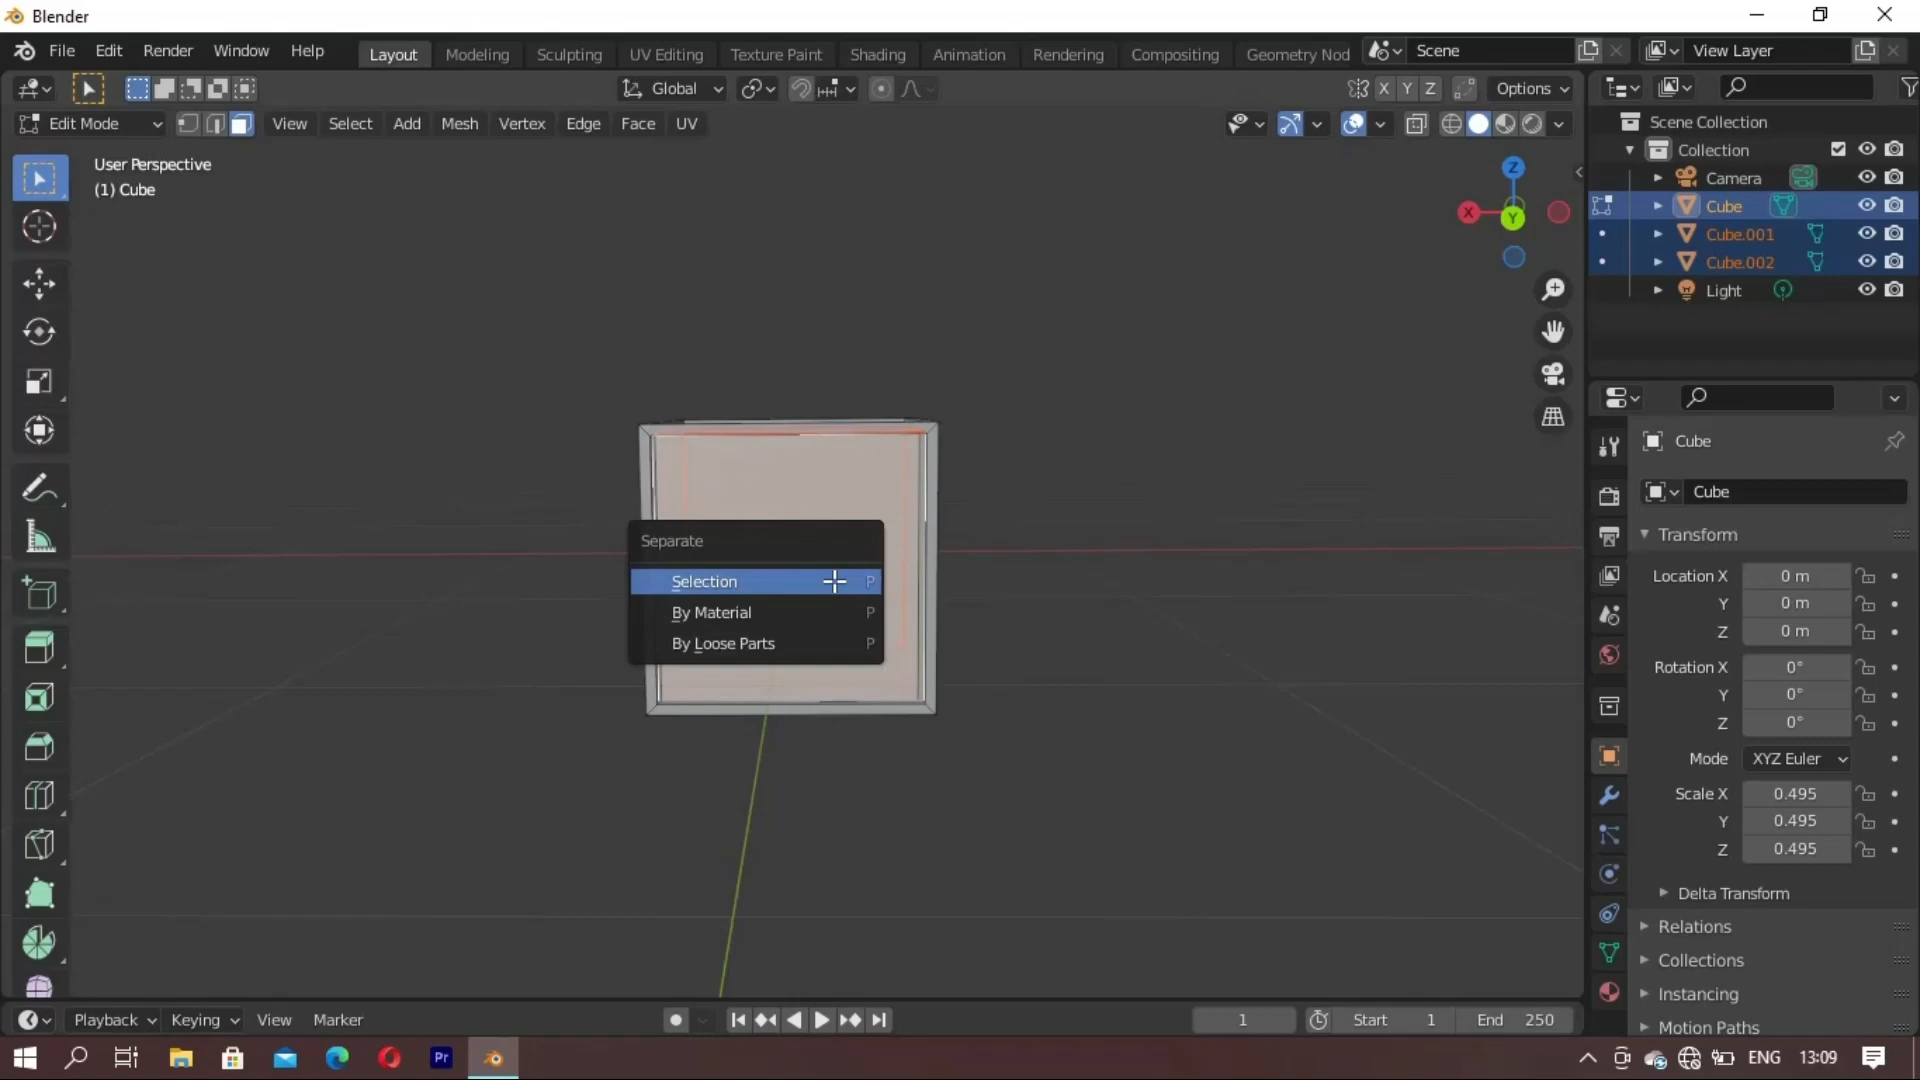 Blender
File Edit Render Window Help Layout Modeling Sculpting UV Editing Texture Paint Shading Animation Rendering Compositing Geometry Nod Scene View Layer
Global X Y Z Options
Edit Mode View Select Add Mesh Vertex Edge Face UV
User Perspective
(1) Cube
Z
X
Y
Separate
Selection P
By Material P
By Loose Parts P
Scene Collection
Collection
Camera
Cube
Cube.001
Cube.002
Light
Cube
Cube
Transform
Location X 0 m
Y 0 m
Z 0 m
Rotation X 0°
Y 0°
Z 0°
Mode XYZ Euler
Scale X 0.495
Y 0.495
Z 0.495
Delta Transform
Relations
Collections
Instancing
Motion Paths
Playback Keying View Marker 1 Start 1 End 250
Pr ENG 13:09